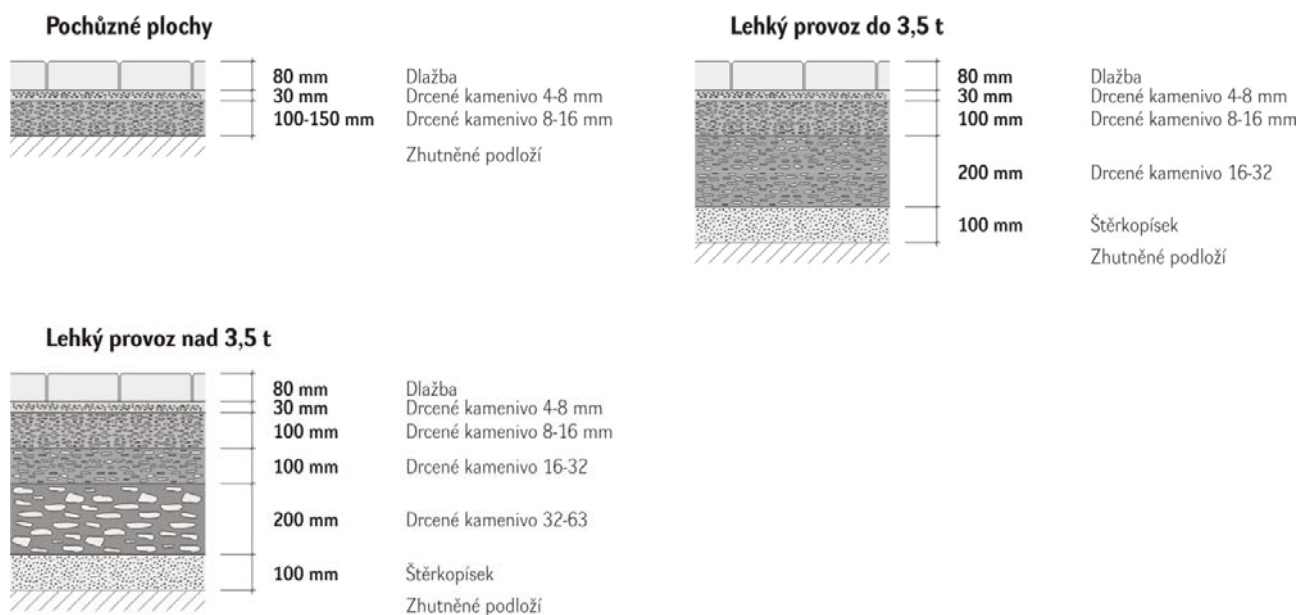 Pochůzné plochy
80 mm Dlažba
30 mm Drcené kamenivo 4-8 mm
100-150 mm Drcené kamenivo 8-16 mm
Zhutněné podloží
Lehký provoz do 3,5 t
80 mm Dlažba
30 mm Drcené kamenivo 4-8 mm
100 mm Drcené kamenivo 8-16 mm
200 mm Drcené kamenivo 16-32
100 mm Štěrkopísek
Zhutněné podloží
Lehký provoz nad 3,5 t
80 mm Dlažba
30 mm Drcené kamenivo 4-8 mm
100 mm Drcené kamenivo 8-16 mm
100 mm Drcené kamenivo 16-32
200 mm Drcené kamenivo 32-63
100 mm Štěrkopísek
Zhutněné podloží